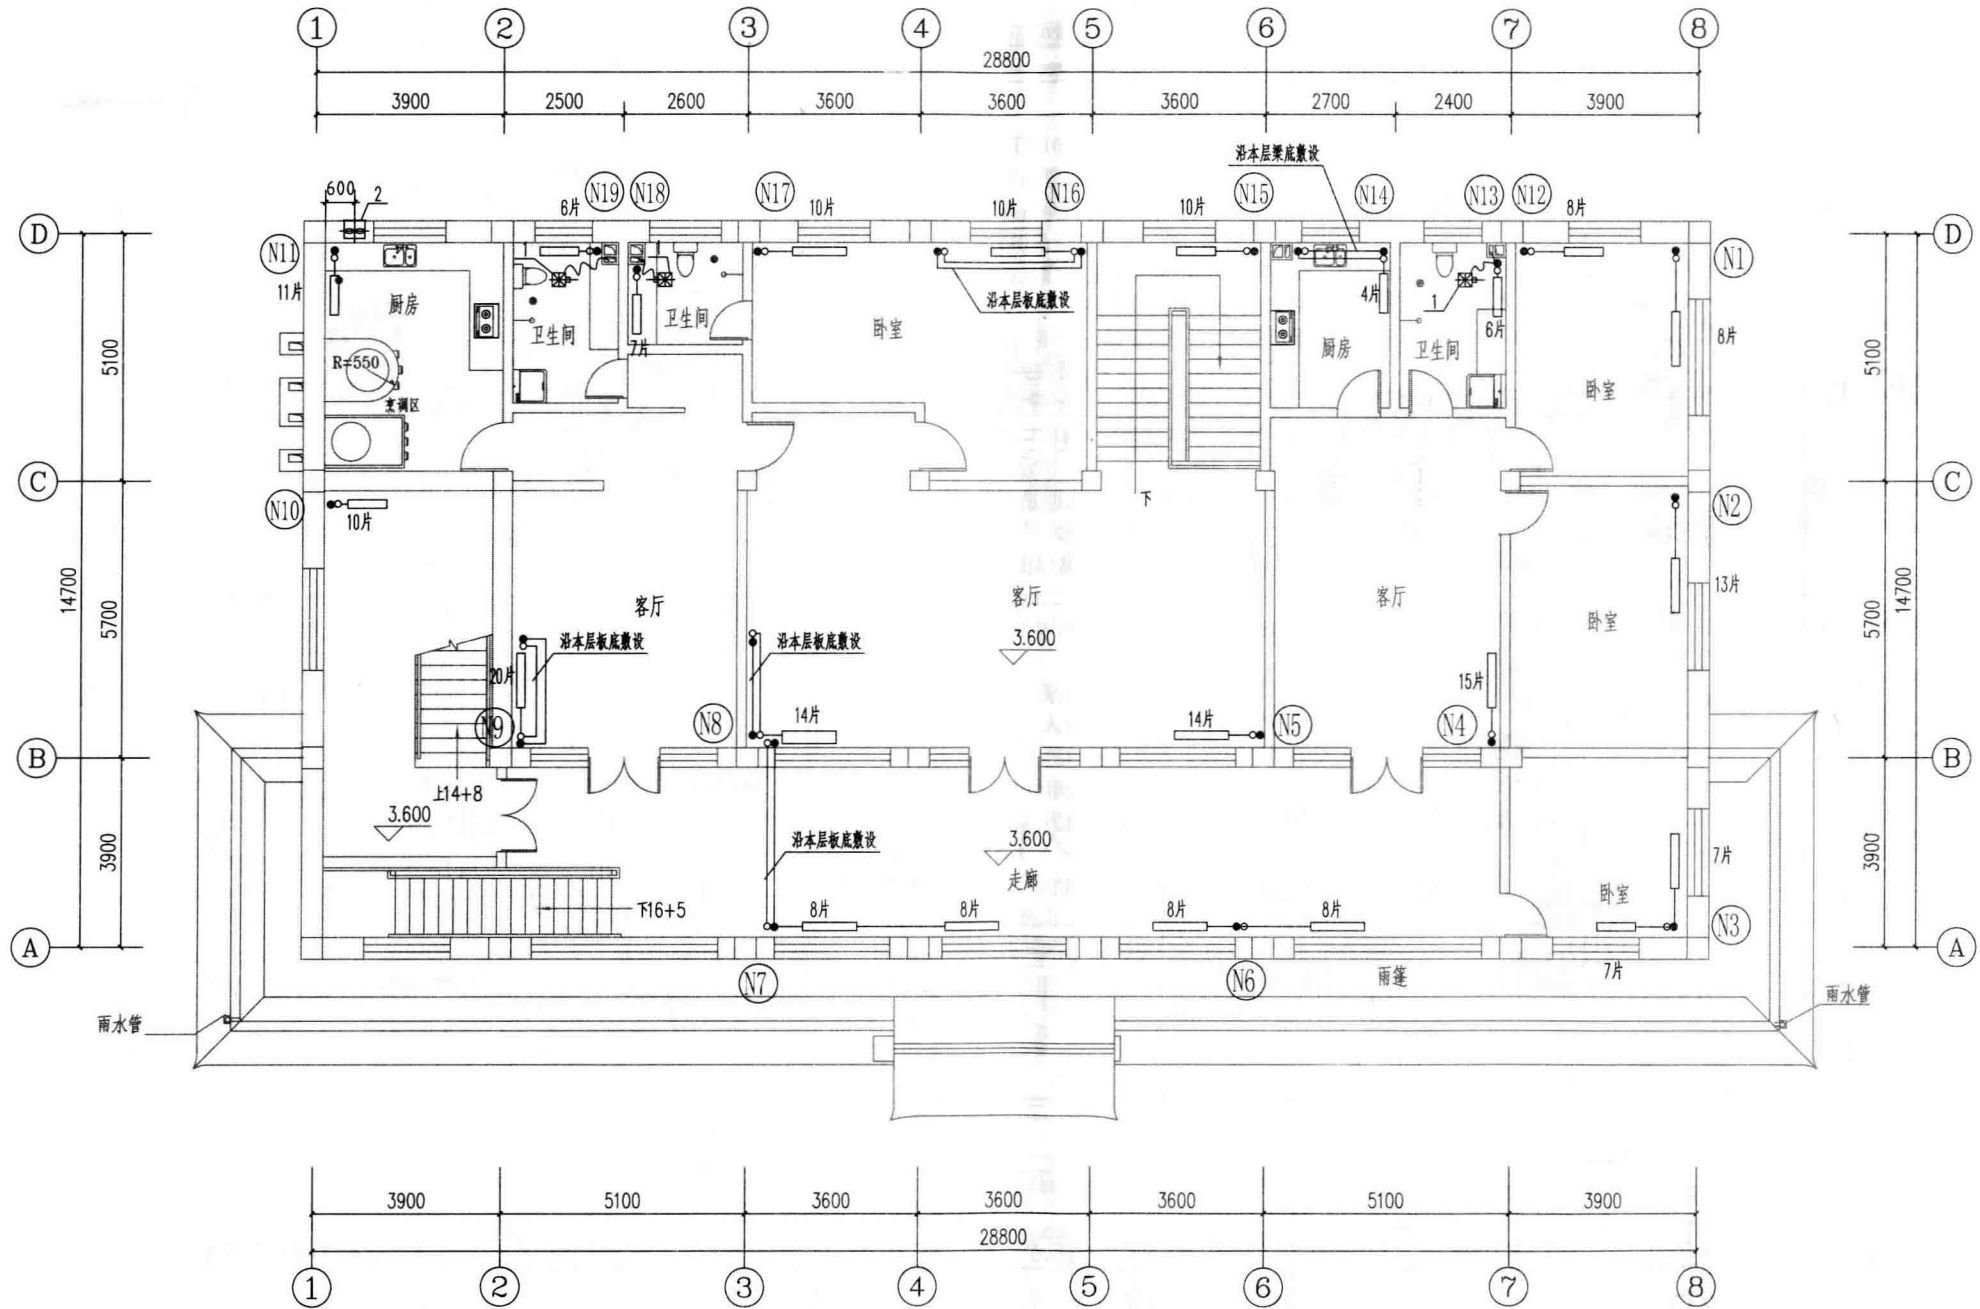 1 2 3 4 5 6 7 8
28800
3900 2500 2600 3600 3600 3600 2700 2400 3900
沿本层梁底敷设
600 2 6片 N19 N18 N17 10片 10片 N16 10片 N15 N14 N13 N12 8片
D D
N11 N1
11片 厨房 1 卫生间 1 卫生间 7片 卧室 沿本层板底敷设 4片 厨房 1 6片 卫生间 8片
5100 R=550 卧室 5100
烹调区
C C
N10 10片 下 N2
14700 5700 客厅 客厅 客厅 13片 卧室 5700 14700
沿本层板底敷设 沿本层板底敷设 3.600
20片 15片
N9 N8 14片 14片 N5 N4
B B
上14+8
3.600 沿本层板底敷设 3.600
3900 走廊 7片 3900
下16+5 8片 8片 8片 8片 卧室 N3
A A
N7 N6 雨篷 7片
雨水管 雨水管
3900 5100 3600 3600 3600 5100 3900
28800
1 2 3 4 5 6 7 8